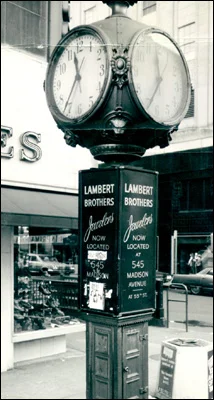 ES
LAMBERT
BROTHERS
Jewelers
NOW
LOCATED
AT
545
MADISON
AVENUE
AT 55th ST.
LAMBERT
BROTHERS
Jewelers
NOW
LOCATED
AT
545
MADISON
AVENUE
AT 55th ST.